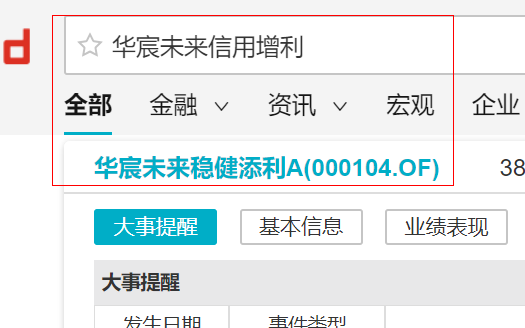 华宸未来信用增利
全部 金融 资讯 宏观 企业
华宸未来稳健添利A(000104.OF) 38
大事提醒 基本信息 业绩表现
大事提醒
发生日期 事件类型